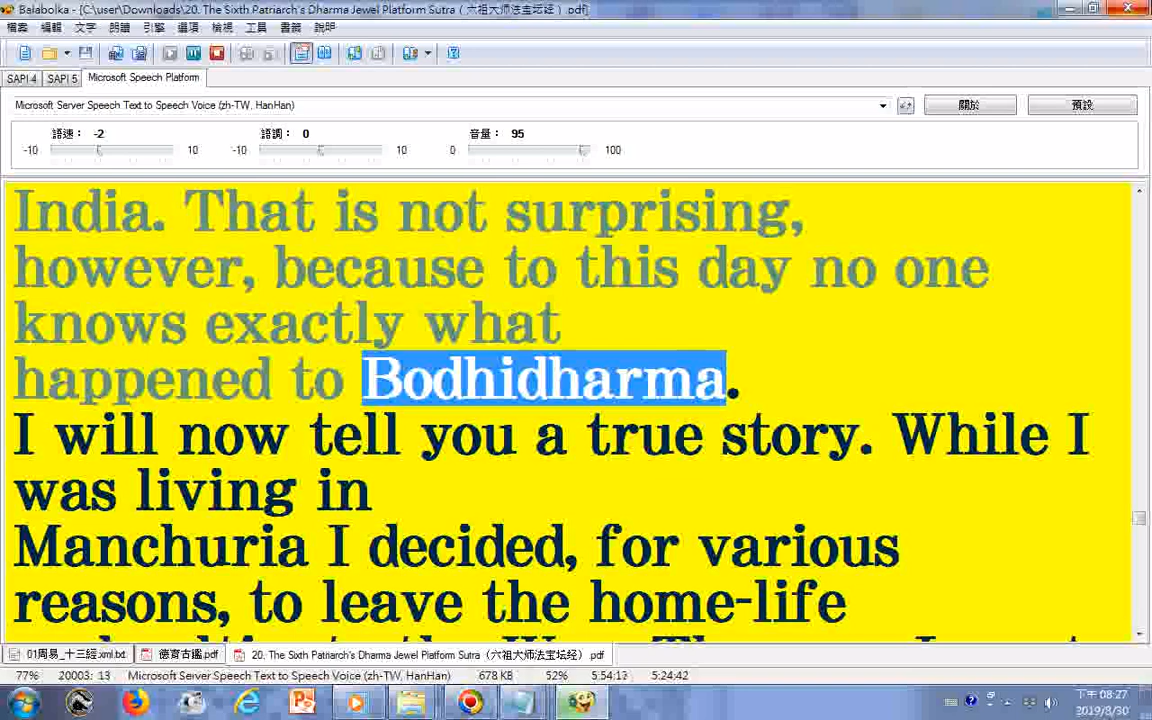 Balabolka - [C:\user\Downloads\20. The Sixth Patriarch's Dharma Jewel Platform Sutra（六祖大师法宝坛经）.pdf]
檔案 編輯 文字 朗讀 引擎 選項 檢視 工具 書籤 說明
SAPI 4 SAPI 5 Microsoft Speech Platform
Microsoft Server Speech Text to Speech Voice (zh-TW, HanHan) 關於 預設
語速： -2 語調： 0 音量： 95
-10 10 -10 10 0 100
India. That is not surprising,
however, because to this day no one
knows exactly what
happened to Bodhidharma.
I will now tell you a true story. While I
was living in
Manchuria I decided, for various
reasons, to leave the home-life
01周易_十三經.xml.txt 德育古鑑.pdf 20. The Sixth Patriarch's Dharma Jewel Platform Sutra（六祖大师法宝坛经）.pdf
77% 20003: 13 Microsoft Server Speech Text to Speech Voice (zh-TW, HanHan) 678 KB 52% 5:54:13 5:24:42
下午 08:27
2019/8/30